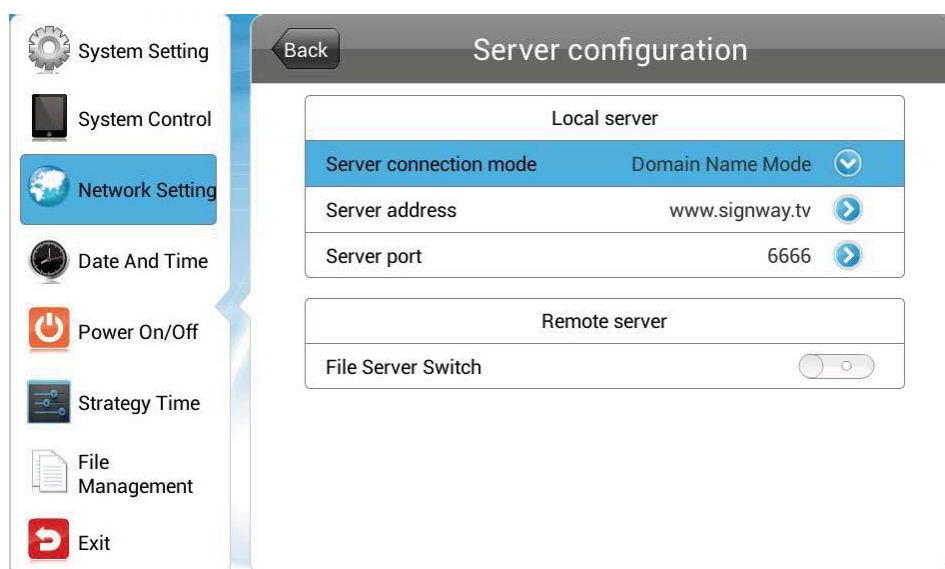 System Setting
System Control
Network Setting
Date And Time
Power On/Off
Strategy Time
File
Management
Exit
Back
Server configuration
Local server
Server connection mode Domain Name Mode
Server address www.signway.tv
Server port 6666
Remote server
File Server Switch